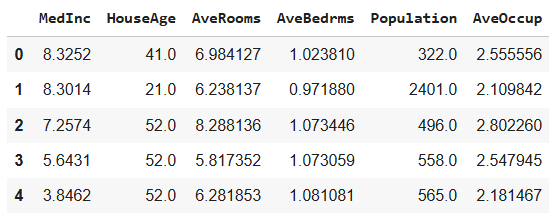 MedInc HouseAge AveRooms AveBedrms Population AveOccup
0 8.3252 41.0 6.984127 1.023810 322.0 2.555556
1 8.3014 21.0 6.238137 0.971880 2401.0 2.109842
2 7.2574 52.0 8.288136 1.073446 496.0 2.802260
3 5.6431 52.0 5.817352 1.073059 558.0 2.547945
4 3.8462 52.0 6.281853 1.081081 565.0 2.181467